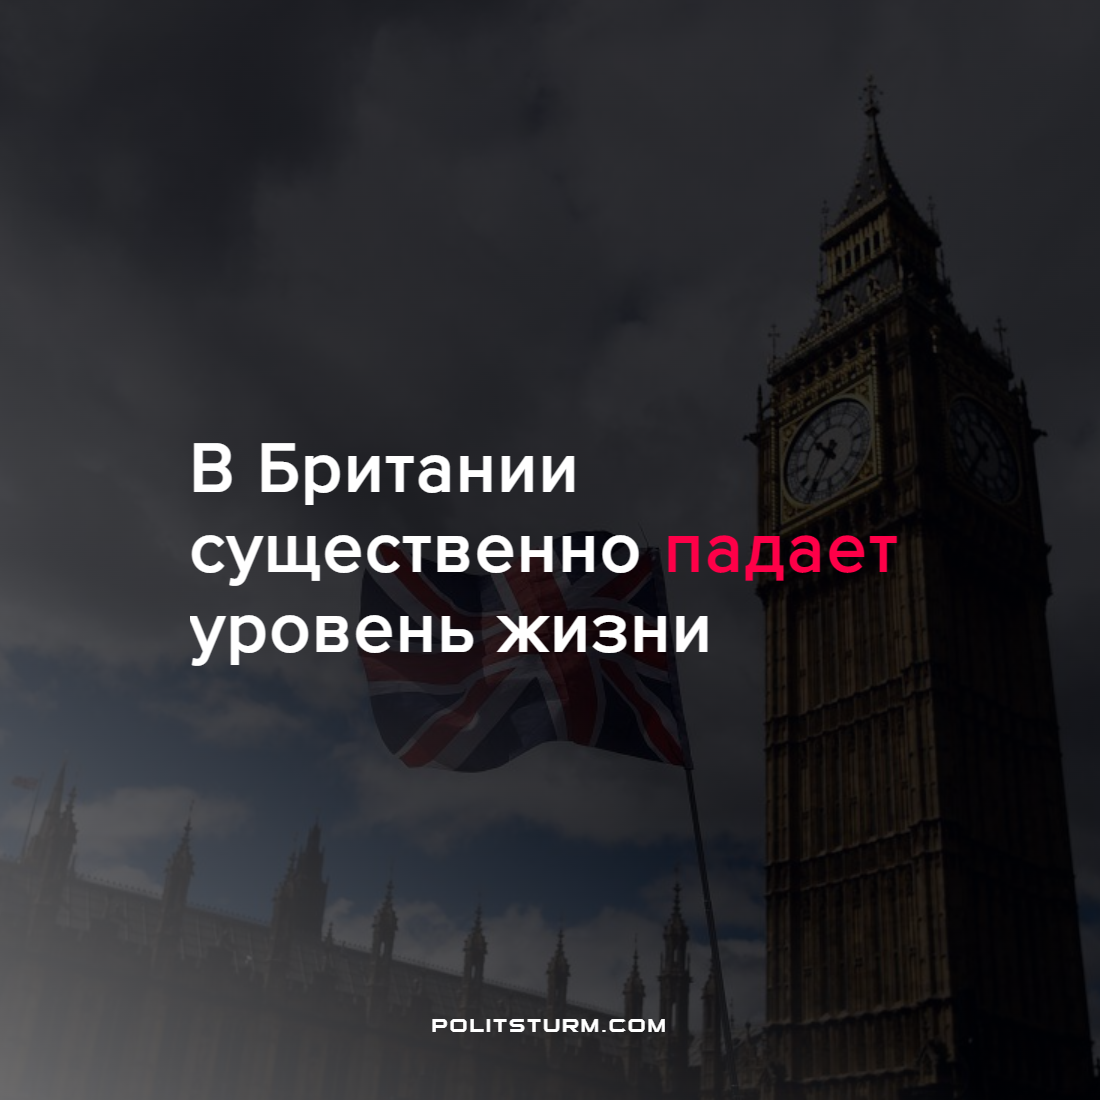 В Британии
существенно падает
уровень жизни
POLITSTURM.COM